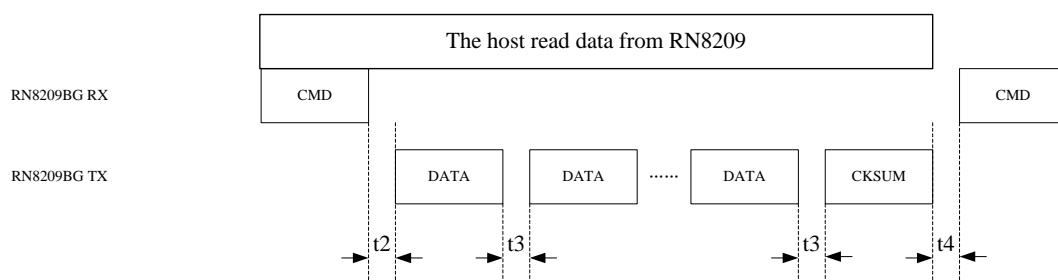 The host read data from RN8209
RN8209BG RX
CMD
CMD
RN8209BG TX
DATA
DATA
......
DATA
CKSUM
t2
t3
t3
t4